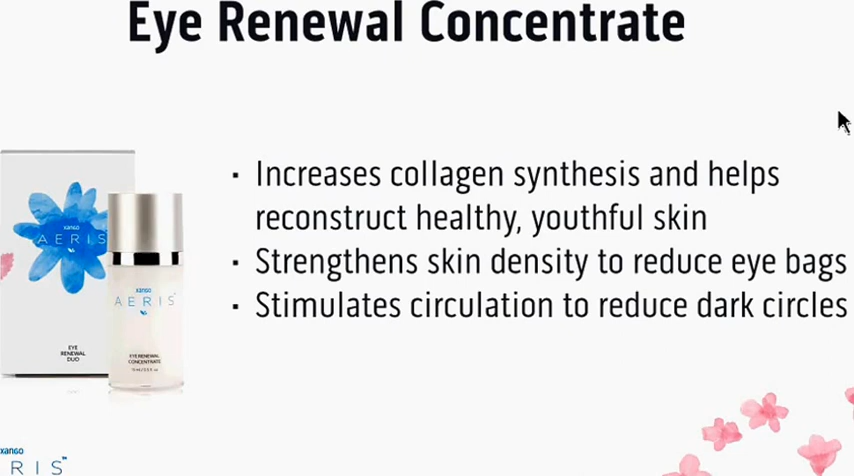 Eye Renewal Concentrate
· Increases collagen synthesis and helps
reconstruct healthy, youthful skin
· Strengthens skin density to reduce eye bags
· Stimulates circulation to reduce dark circles
xango
AERIS
EYE
RENEWAL
DUO
xango
AERIS
EYE RENEWAL
CONCENTRATE
xango
RIS™